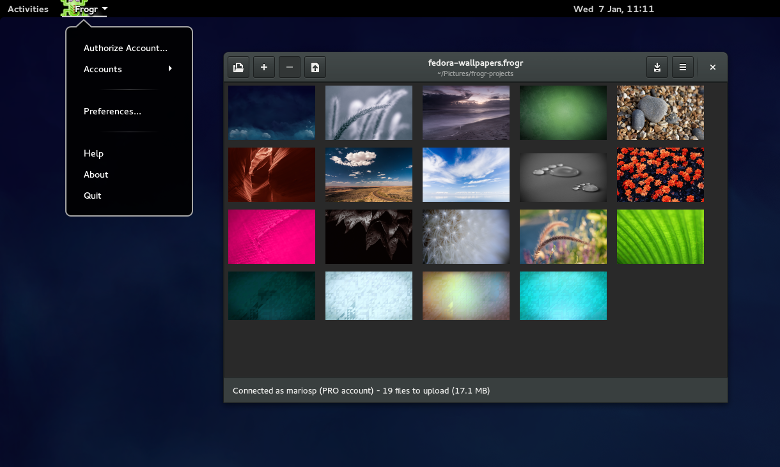 Activities
Frogr
Wed 7 Jan, 11:11
Authorize Account...
Accounts
Preferences...
Help
About
Quit
fedora-wallpapers.frogr
~/Pictures/frogr-projects
Connected as mariosp (PRO account) - 19 files to upload (17.1 MB)